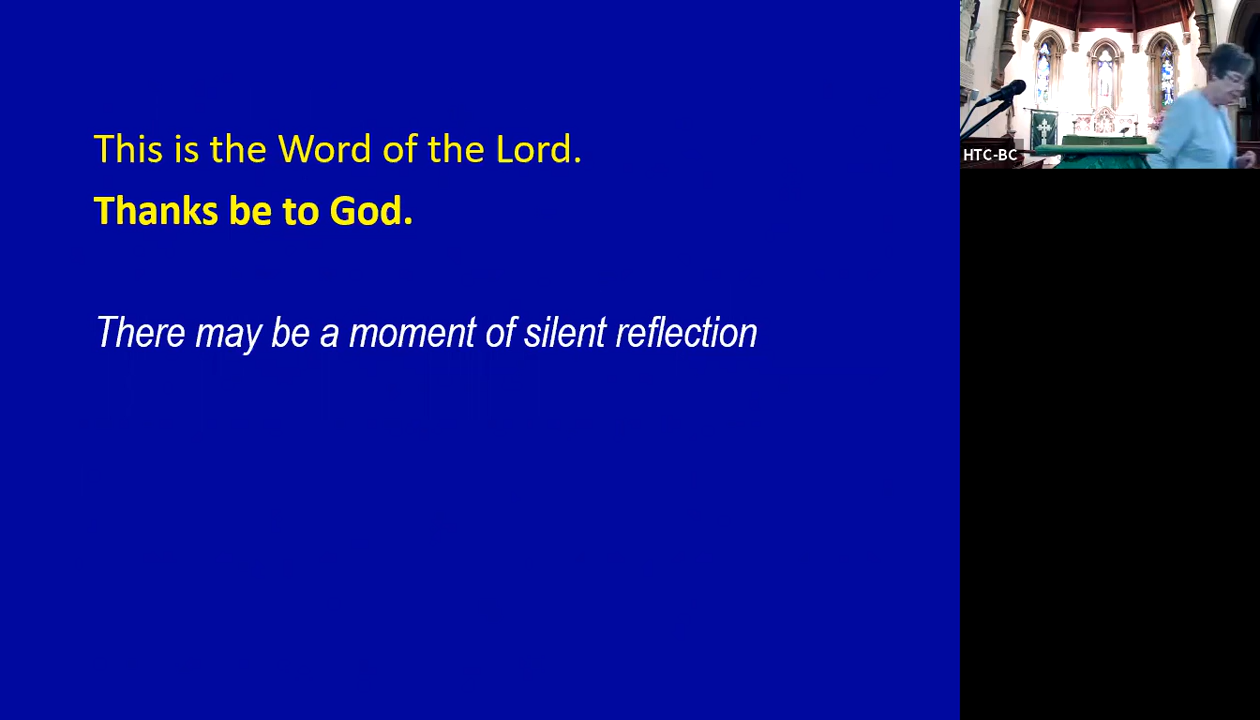 This is the Word of the Lord.
Thanks be to God.
There may be a moment of silent reflection
HTC-BC